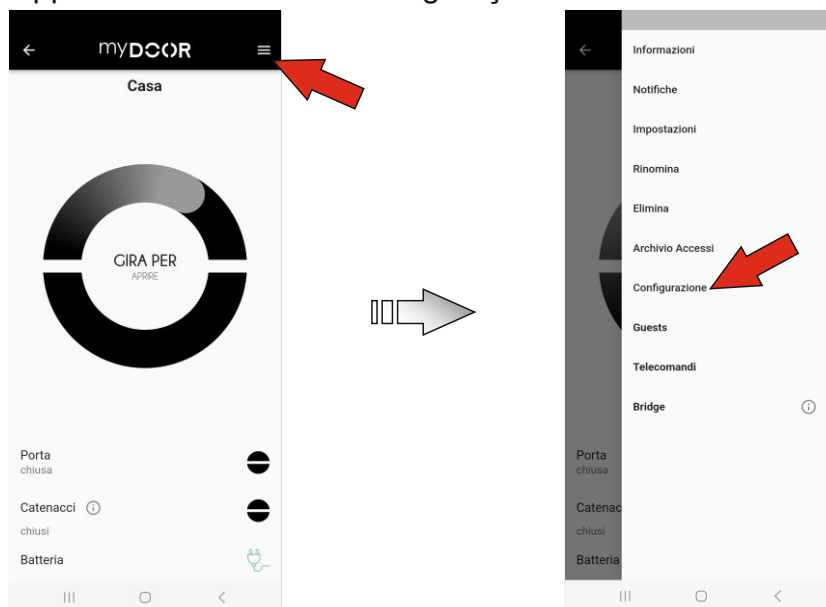 myDOOR
Casa
GIRA PER
APRIRE
Porta
chiusa
Catenacci
chiusi
Batteria
Informazioni
Notifiche
Impostazioni
Rinomina
Elimina
Archivio Accessi
Configurazione
Guests
Telecomandi
Bridge
Porta
chiusa
Catenac
chiusi
Batteria